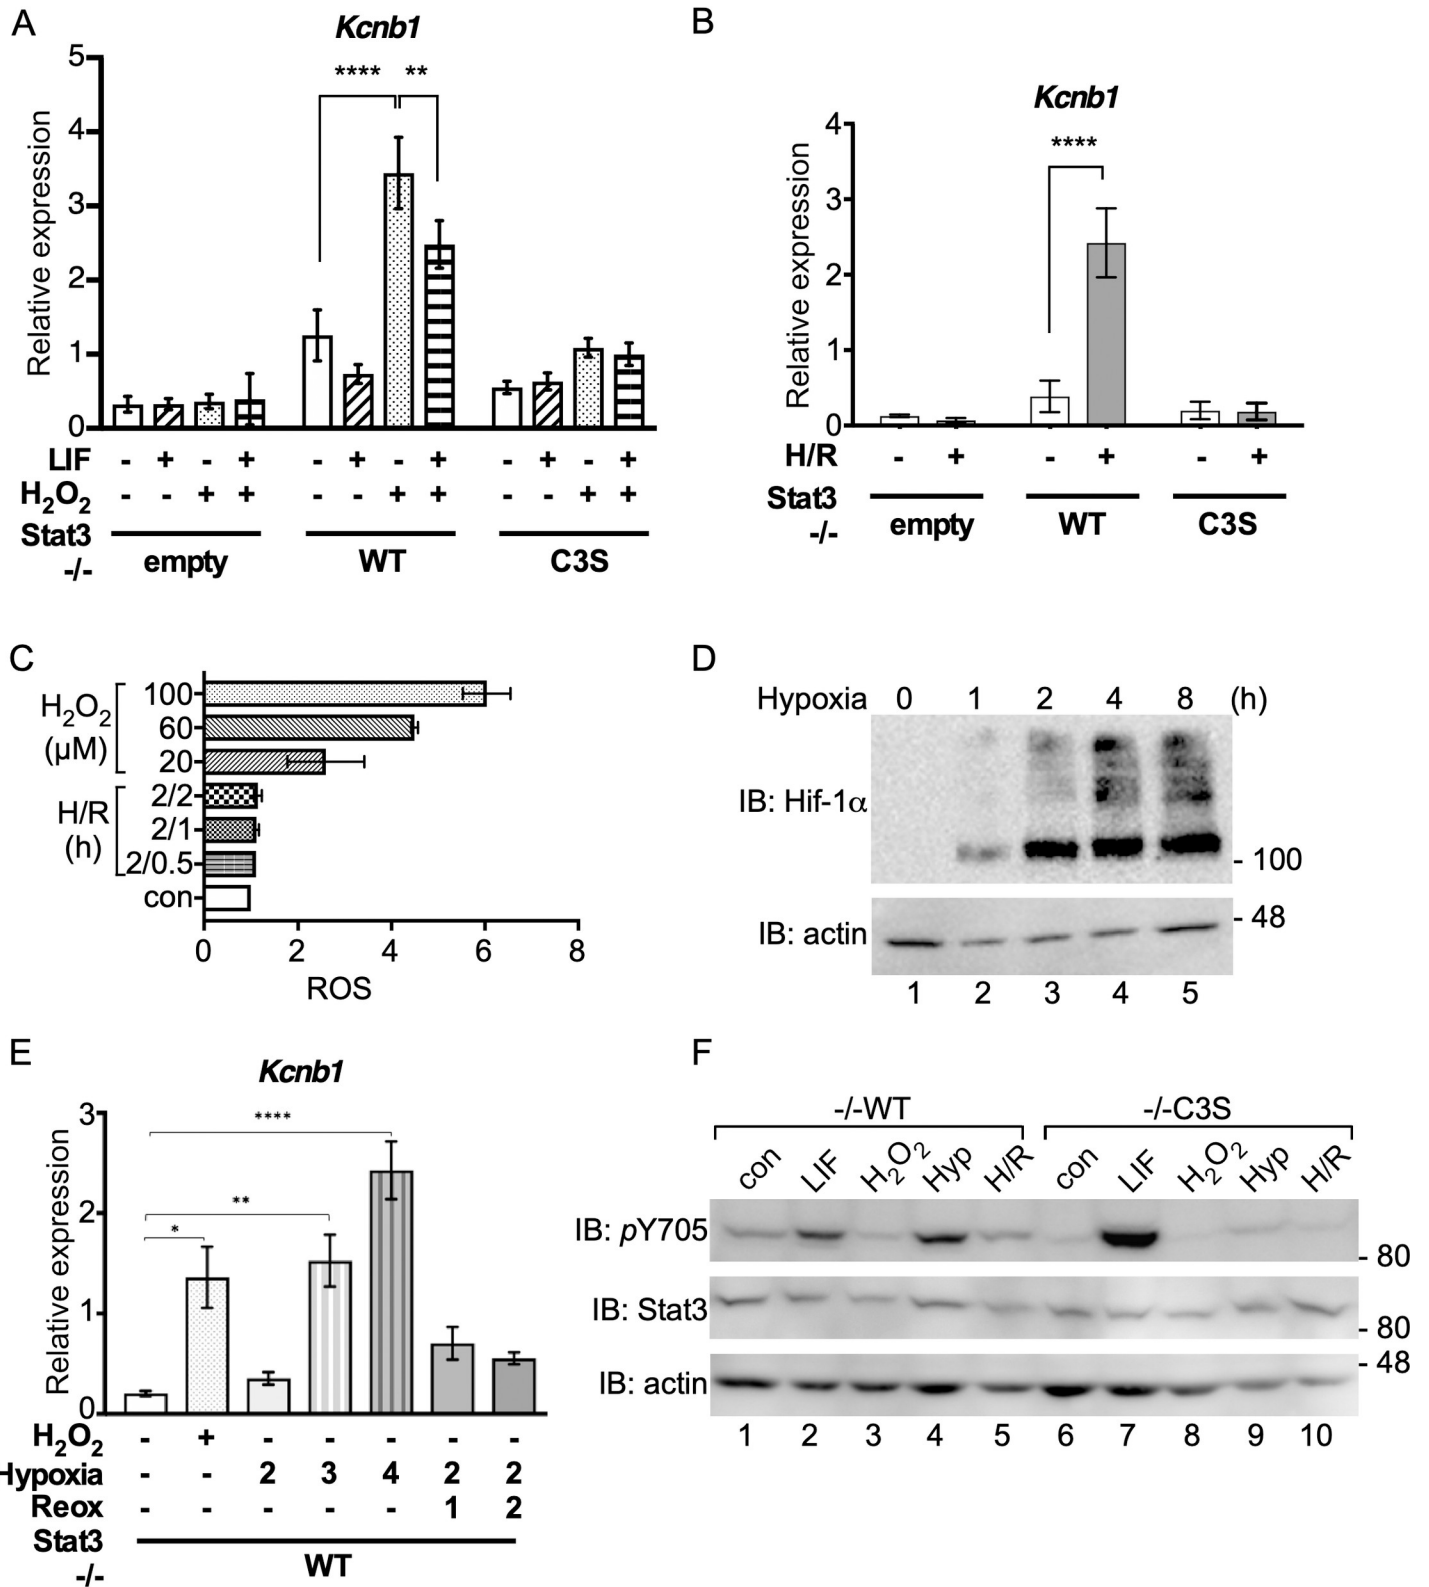 A
Kcnb1
5
4
3
2
1
0
Relative expression
**** **
LIF - + - + - + - + - + - +
H2O2 - - + + - - + + - - + +
Stat3
-/-
empty WT C3S
B
Kcnb1
4
3
2
1
0
Relative expression
****
H/R - + - + - +
Stat3
-/-
empty WT C3S
C
H2O2
(µM)
100
60
20
H/R
(h)
2/2
2/1
2/0.5
con
0 2 4 6 8
ROS
D
Hypoxia 0 1 2 4 8 (h)
IB: Hif-1α
- 100
- 48
IB: actin
1 2 3 4 5
E
Kcnb1
3
2
1
0
Relative expression
****
**
*
H2O2 - + - - - - -
Hypoxia - - 2 3 4 2 2
Reox - - - - - 1 2
Stat3
-/-
WT
F
-/-WT -/-C3S
con LIF H2O2 Hyp H/R con LIF H2O2 Hyp H/R
IB: pY705
- 80
IB: Stat3
- 80
- 48
IB: actin
1 2 3 4 5 6 7 8 9 10